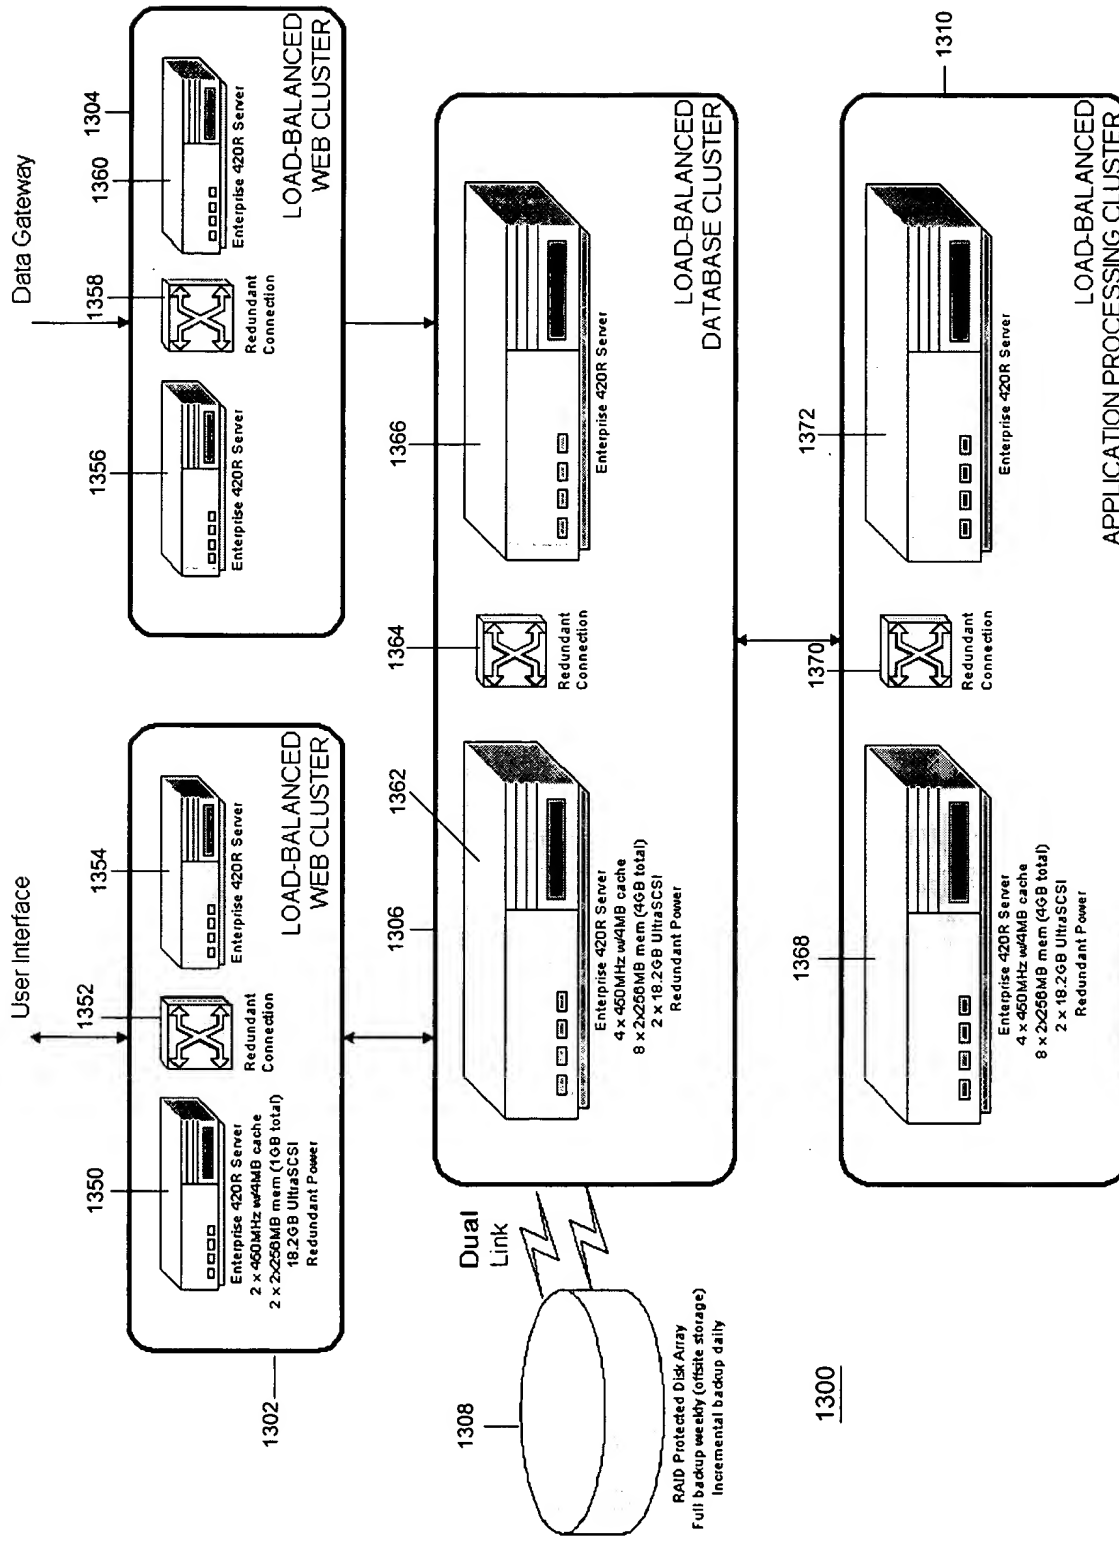 User Interface
Data Gateway
1350
1352
1354
1356
1358
1360
1304
Enterprise 420R Server
2 x 450MHz w/4MB cache
2 x 2x256MB mem (1GB total)
18.2GB UltraSCSI
Redundant Power
Redundant
Connection
Enterprise 420R Server
LOAD-BALANCED
WEB CLUSTER
1302
Enterprise 420R Server
Redundant
Connection
Enterprise 420R Server
LOAD-BALANCED
WEB CLUSTER
1308
Dual
Link
RAID Protected Disk Array
Full backup weekly (offsite storage)
Incremental backup daily
1306
1362
1364
1366
Enterprise 420R Server
4 x 450MHz w/4MB cache
8 x 2x256MB mem (4GB total)
2 x 18.2GB UltraSCSI
Redundant Power
Redundant
Connection
Enterprise 420R Server
LOAD-BALANCED
DATABASE CLUSTER
1300
1368
1370
1372
1310
Enterprise 420R Server
4 x 450MHz w/4MB cache
8 x 2x256MB mem (4GB total)
2 x 18.2GB UltraSCSI
Redundant Power
Redundant
Connection
Enterprise 420R Server
LOAD-BALANCED
APPLICATION PROCESSING CLUSTER